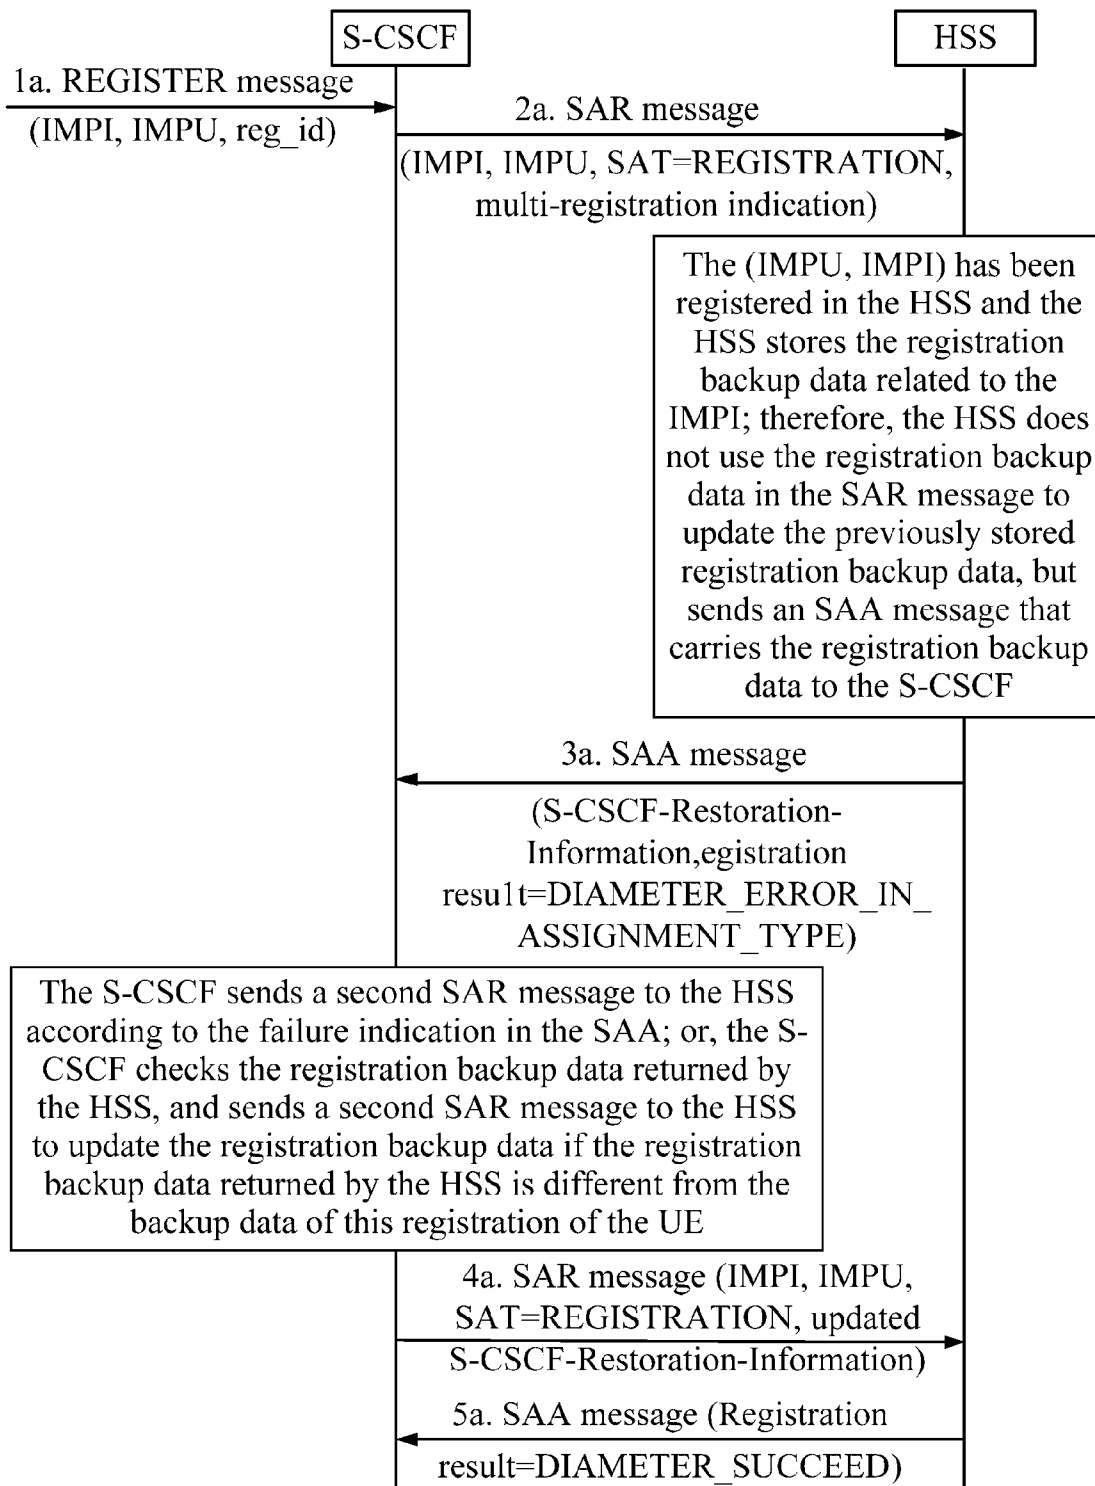 S-CSCF
HSS
1a. REGISTER message
(IMPI, IMPU, reg_id)
2a. SAR message
(IMPI, IMPU, SAT=REGISTRATION,
multi-registration indication)
The (IMPU, IMPI) has been
registered in the HSS and the
HSS stores the registration
backup data related to the
IMPI; therefore, the HSS does
not use the registration backup
data in the SAR message to
update the previously stored
registration backup data, but
sends an SAA message that
carries the registration backup
data to the S-CSCF
3a. SAA message
(S-CSCF-Restoration-
Information,egistration
result=DIAMETER_ERROR_IN_
ASSIGNMENT_TYPE)
The S-CSCF sends a second SAR message to the HSS
according to the failure indication in the SAA; or, the S-
CSCF checks the registration backup data returned by
the HSS, and sends a second SAR message to the HSS
to update the registration backup data if the registration
backup data returned by the HSS is different from the
backup data of this registration of the UE
4a. SAR message (IMPI, IMPU,
SAT=REGISTRATION, updated
S-CSCF-Restoration-Information)
5a. SAA message (Registration
result=DIAMETER_SUCCEED)